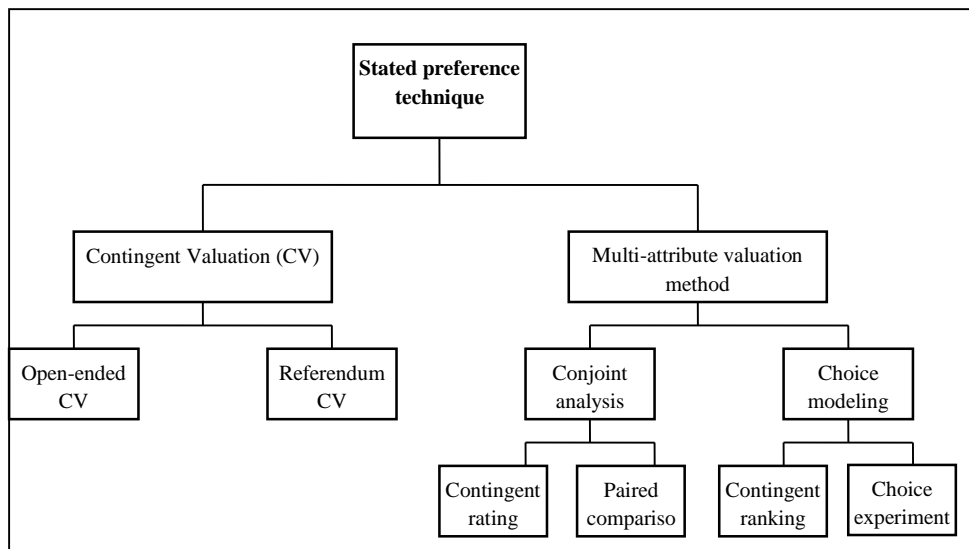 Stated preference
technique
Contingent Valuation (CV)
Multi-attribute valuation
method
Open-ended
CV
Referendum
CV
Conjoint
analysis
Choice
modeling
Contingent
rating
Paired
compariso
Contingent
ranking
Choice
experiment